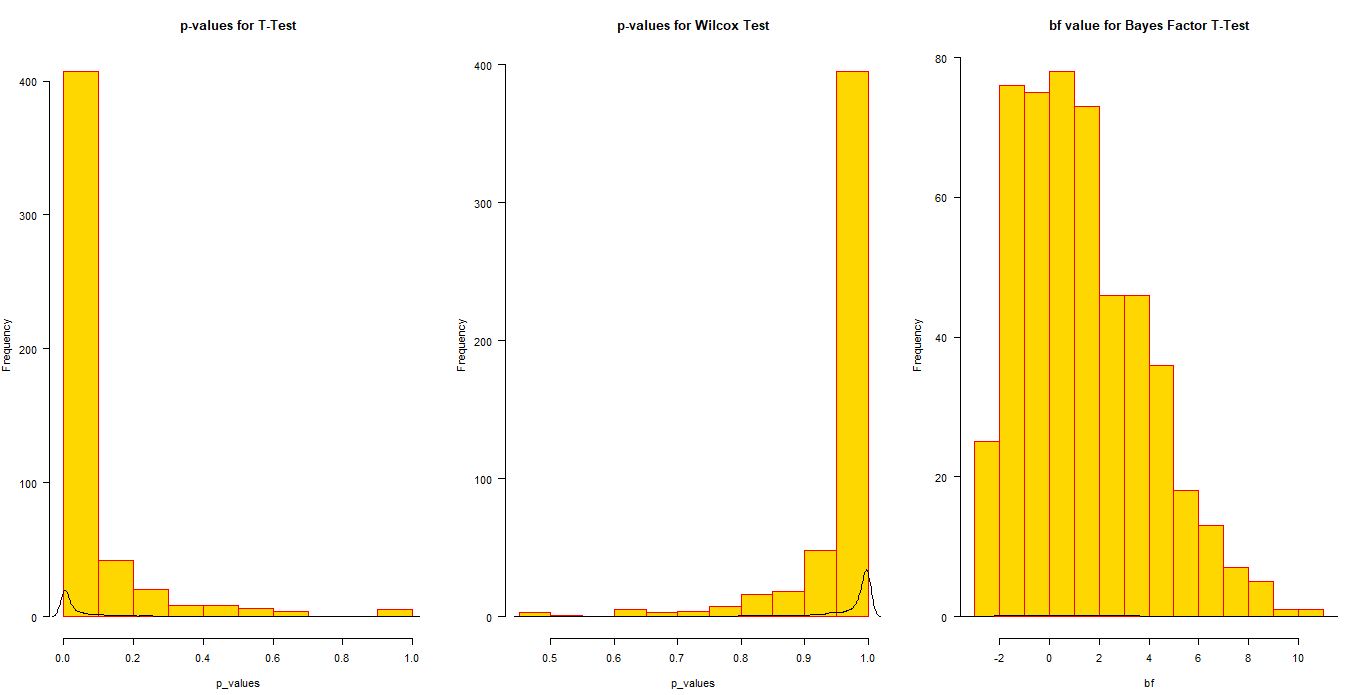 p-values for T-Test
Frequency
400
300
200
100
0
0.0 0.2 0.4 0.6 0.8 1.0
p_values
p-values for Wilcox Test
Frequency
400
300
200
100
0
0.5 0.6 0.7 0.8 0.9 1.0
p_values
bf value for Bayes Factor T-Test
Frequency
80
60
40
20
0
-2 0 2 4 6 8 10
bf